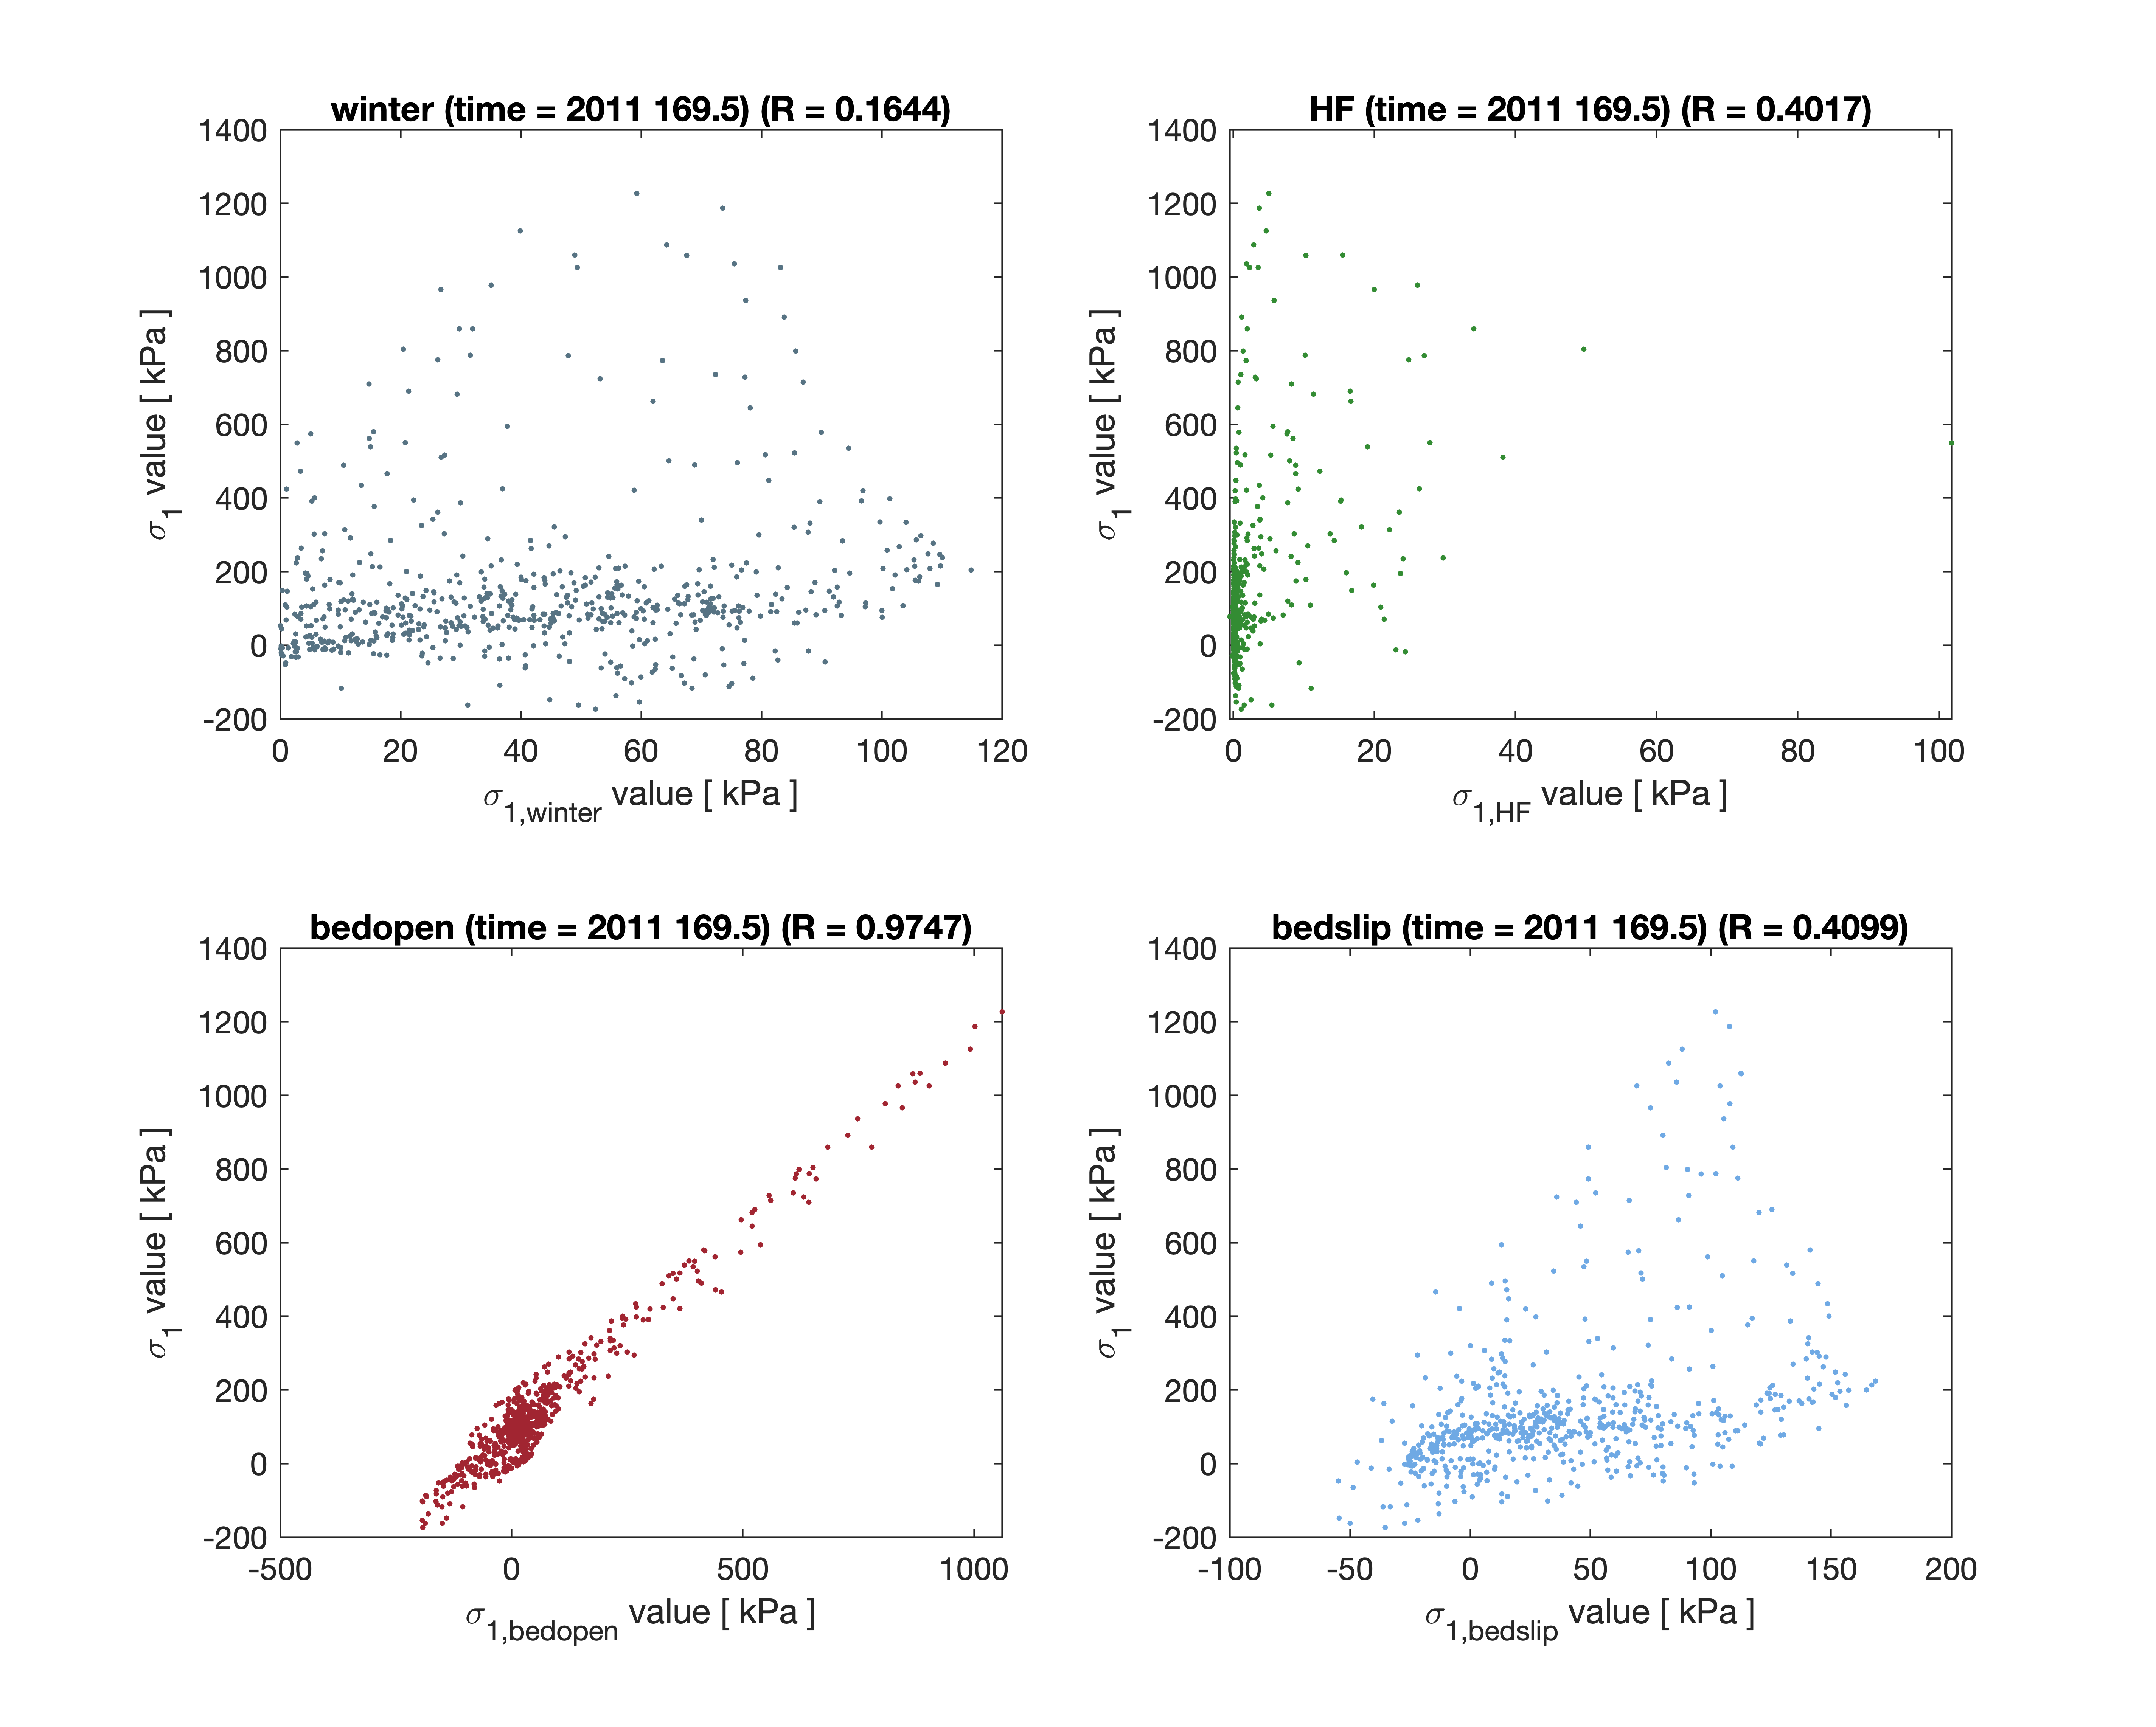 winter (time = 2011 169.5) (R = 0.1644)
1400
1200
1000
800
600
400
200
0
-200
σ1 value [ kPa ]
0 20 40 60 80 100 120
σ1,winter value [ kPa ]
HF (time = 2011 169.5) (R = 0.4017)
1400
1200
1000
800
600
400
200
0
-200
σ1 value [ kPa ]
0 20 40 60 80 100
σ1,HF value [ kPa ]
bedopen (time = 2011 169.5) (R = 0.9747)
1400
1200
1000
800
600
400
200
0
-200
σ1 value [ kPa ]
-500 0 500 1000
σ1,bedopen value [ kPa ]
bedslip (time = 2011 169.5) (R = 0.4099)
1400
1200
1000
800
600
400
200
0
-200
σ1 value [ kPa ]
-100 -50 0 50 100 150 200
σ1,bedslip value [ kPa ]